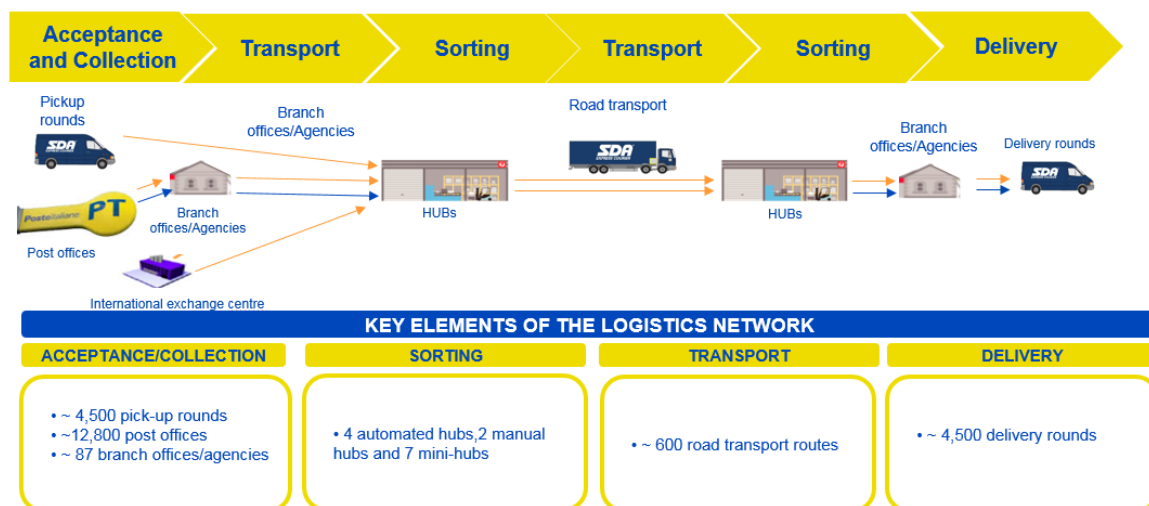 Acceptance
and Collection
Transport
Sorting
Transport
Sorting
Delivery
Pickup
rounds
Branch
offices/Agencies
Road transport
Branch
offices/Agencies
Delivery rounds
SDA
EXPRESS COURIER
SDA
EXPRESS COURIER
SDA
Posteitaliane
PT
Branch
offices/Agencies
HUBs
HUBs
Post offices
International exchange centre
KEY ELEMENTS OF THE LOGISTICS NETWORK
ACCEPTANCE/COLLECTION
SORTING
TRANSPORT
DELIVERY
• ~ 4,500 pick-up rounds
• ~12,800 post offices
• ~ 87 branch offices/agencies
• 4 automated hubs,2 manual
hubs and 7 mini-hubs
• ~ 600 road transport routes
• ~ 4,500 delivery rounds